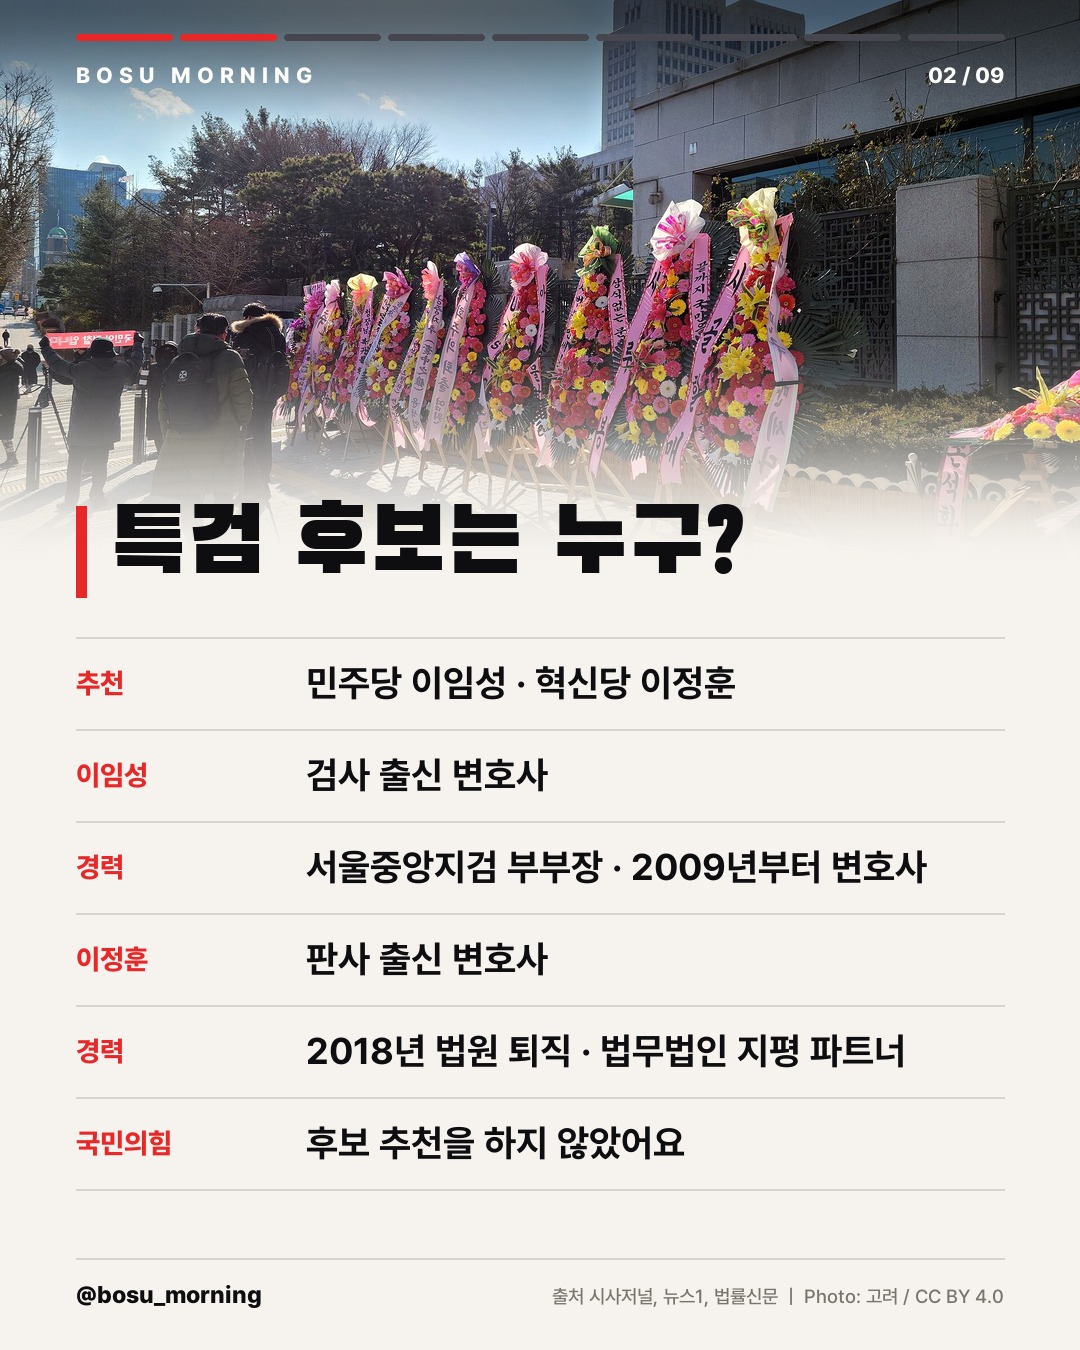 BOSU MORNING
02 / 09
특검 후보는 누구?
추천
민주당 이임성 · 혁신당 이정훈
이임성
검사 출신 변호사
경력
서울중앙지검 부부장 · 2009년부터 변호사
이정훈
판사 출신 변호사
경력
2018년 법원 퇴직 · 법무법인 지평 파트너
국민의힘
후보 추천을 하지 않았어요
@bosu_morning
출처 시사저널, 뉴스1, 법률신문 | Photo: 고려 / CC BY 4.0